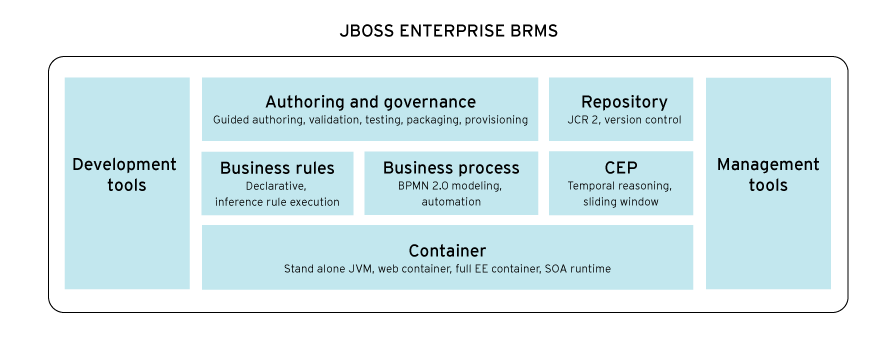 JBOSS ENTERPRISE BRMS
Development
tools
Authoring and governance
Guided authoring, validation, testing, packaging, provisioning
Repository
JCR 2, version control
Business rules
Declarative,
inference rule execution
Business process
BPMN 2.0 modeling,
automation
CEP
Temporal reasoning,
sliding window
Container
Stand alone JVM, web container, full EE container, SOA runtime
Management
tools